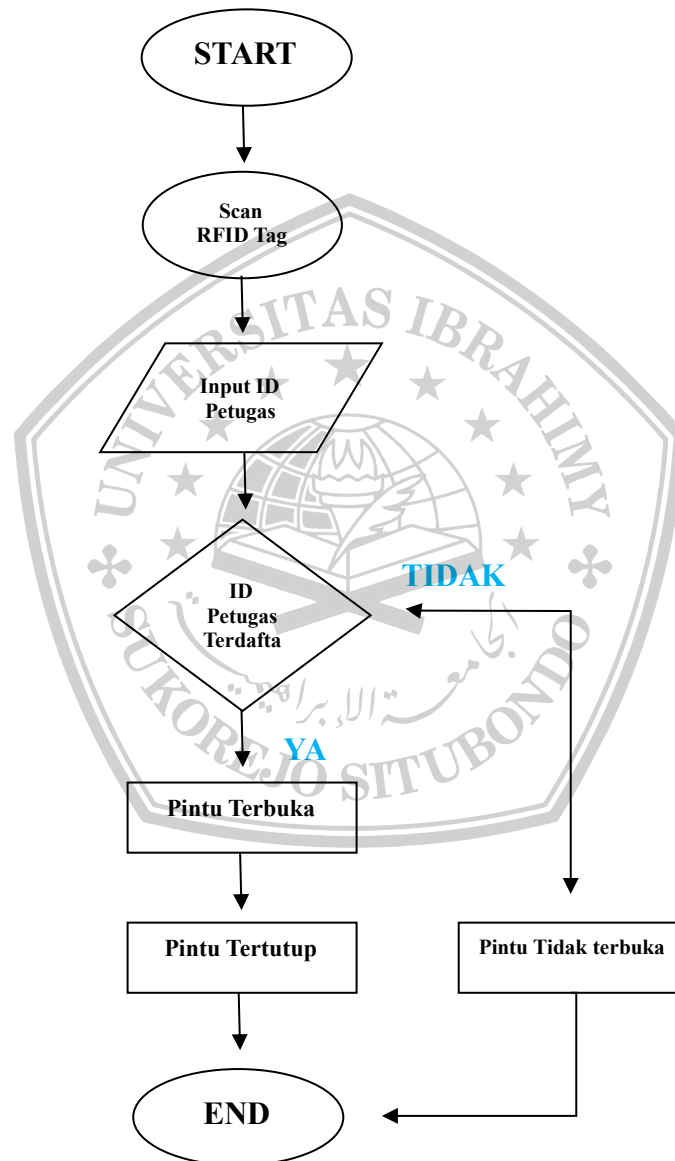 START
Scan
RFID Tag
UNIVERSITAS IBRAHIMY
Input ID
Petugas
ID
Petugas
Terdafta
TIDAK
YA
SUKOREJO SITUBONDO
Pintu Terbuka
Pintu Tertutup
Pintu Tidak terbuka
END